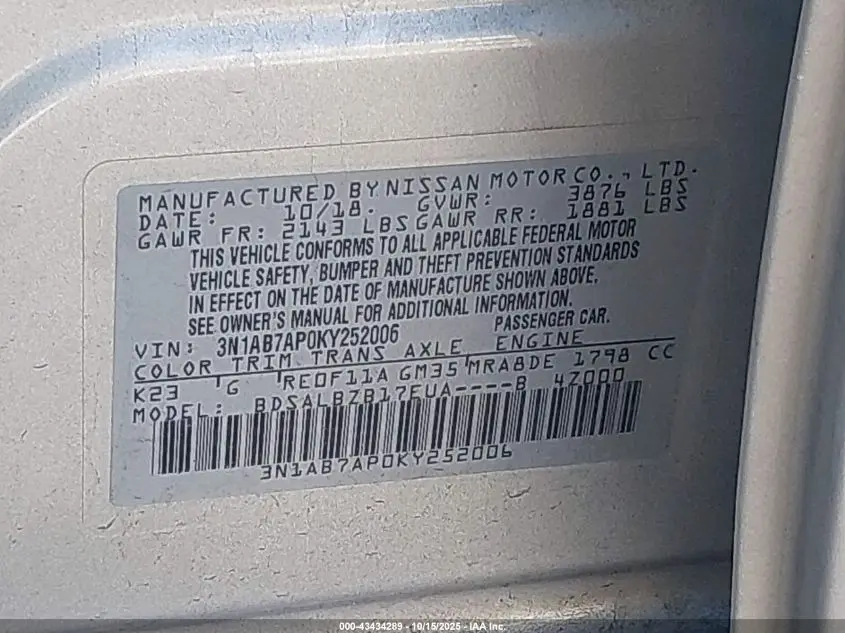 MANUFACTURED BY NISSAN MOTOR CO., LTD.
DATE: 10/18. GVWR: 3876 LBS
GAWR FR: 2143 LBS GAWR RR: 1881 LBS
THIS VEHICLE CONFORMS TO ALL APPLICABLE FEDERAL MOTOR
VEHICLE SAFETY, BUMPER AND THEFT PREVENTION STANDARDS
IN EFFECT ON THE DATE OF MANUFACTURE SHOWN ABOVE.
SEE OWNER'S MANUAL FOR ADDITIONAL INFORMATION.
VIN: 3N1AB7AP0KY252006 PASSENGER CAR.
COLOR TRIM TRANS AXLE ENGINE
K23 G RE0F11A GM35 MRA8DE 1798 CC
MODEL: BDSALBZB17EUA----B 4Z000
3N1AB7AP0KY252006
000-43434289 - 10/15/2025 - IAA Inc.